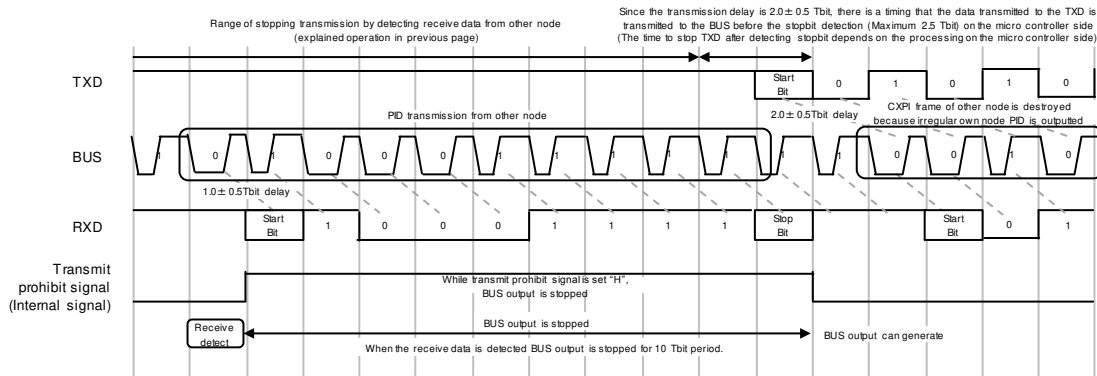 Since the transmission delay is 2.0± 0.5 Tbit, there is a timing that the data transmitted to the TXD is
transmitted to the BUS before the stopbit detection (Maximum 2.5 Tbit) on the micro controller side
(The time to stop TXD after detecting stopbit depends on the processing on the micro controller side)
Range of stopping transmission by detecting receive data from other node
(explained operation in previous page)
TXD
Start
Bit
0 1 0 1 0
2.0± 0.5Tbit delay
CXPI frame of other node is destroyed
because irregular own node PID is outputted
PID transmission from other node
BUS
1 0 1 0 0 0 1 1 1 1 1 1 1 0 0 1 0
1.0± 0.5Tbit delay
RXD
Start
Bit
1 0 0 0 1 1 1 1
Stop
Bit
Start
Bit
0 1
Transmit
prohibit signal
(Internal signal)
While transmit prohibit signal is set "H",
BUS output is stopped
Receive
detect
BUS output is stopped
When the receive data is detected BUS output is stopped for 10 Tbit period.
BUS output can generate